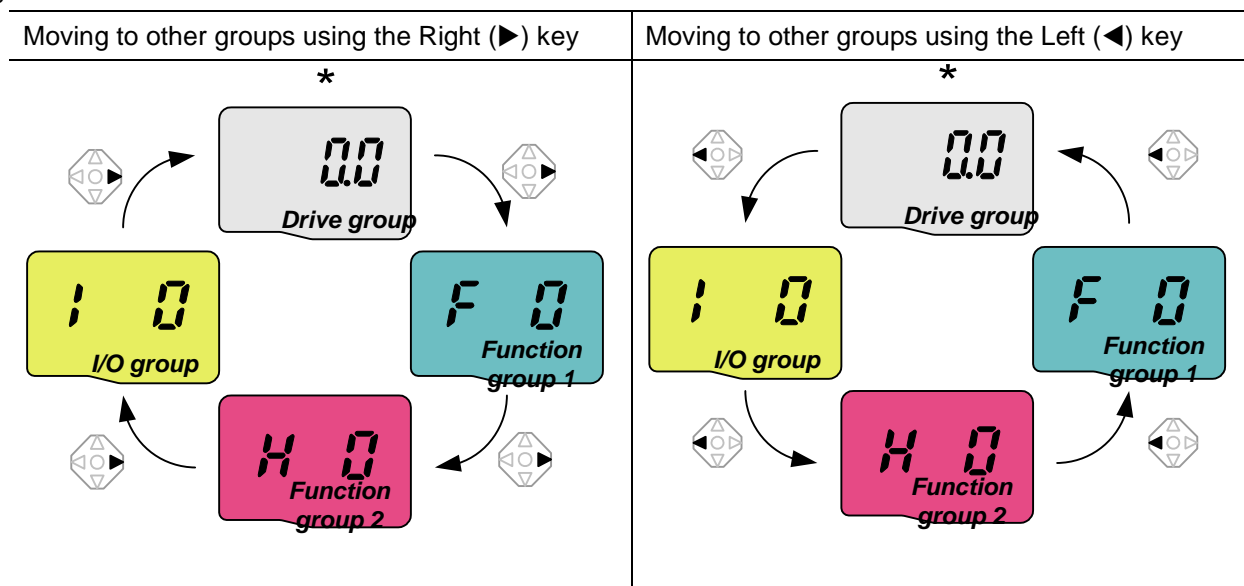 Moving to other groups using the Right (▶) key
Moving to other groups using the Left (◀) key
*
0.0
Drive group
I 0
I/O group
F 0
Function
group 1
H 0
Function
group 2
*
0.0
Drive group
I 0
I/O group
F 0
Function
group 1
H 0
Function
group 2